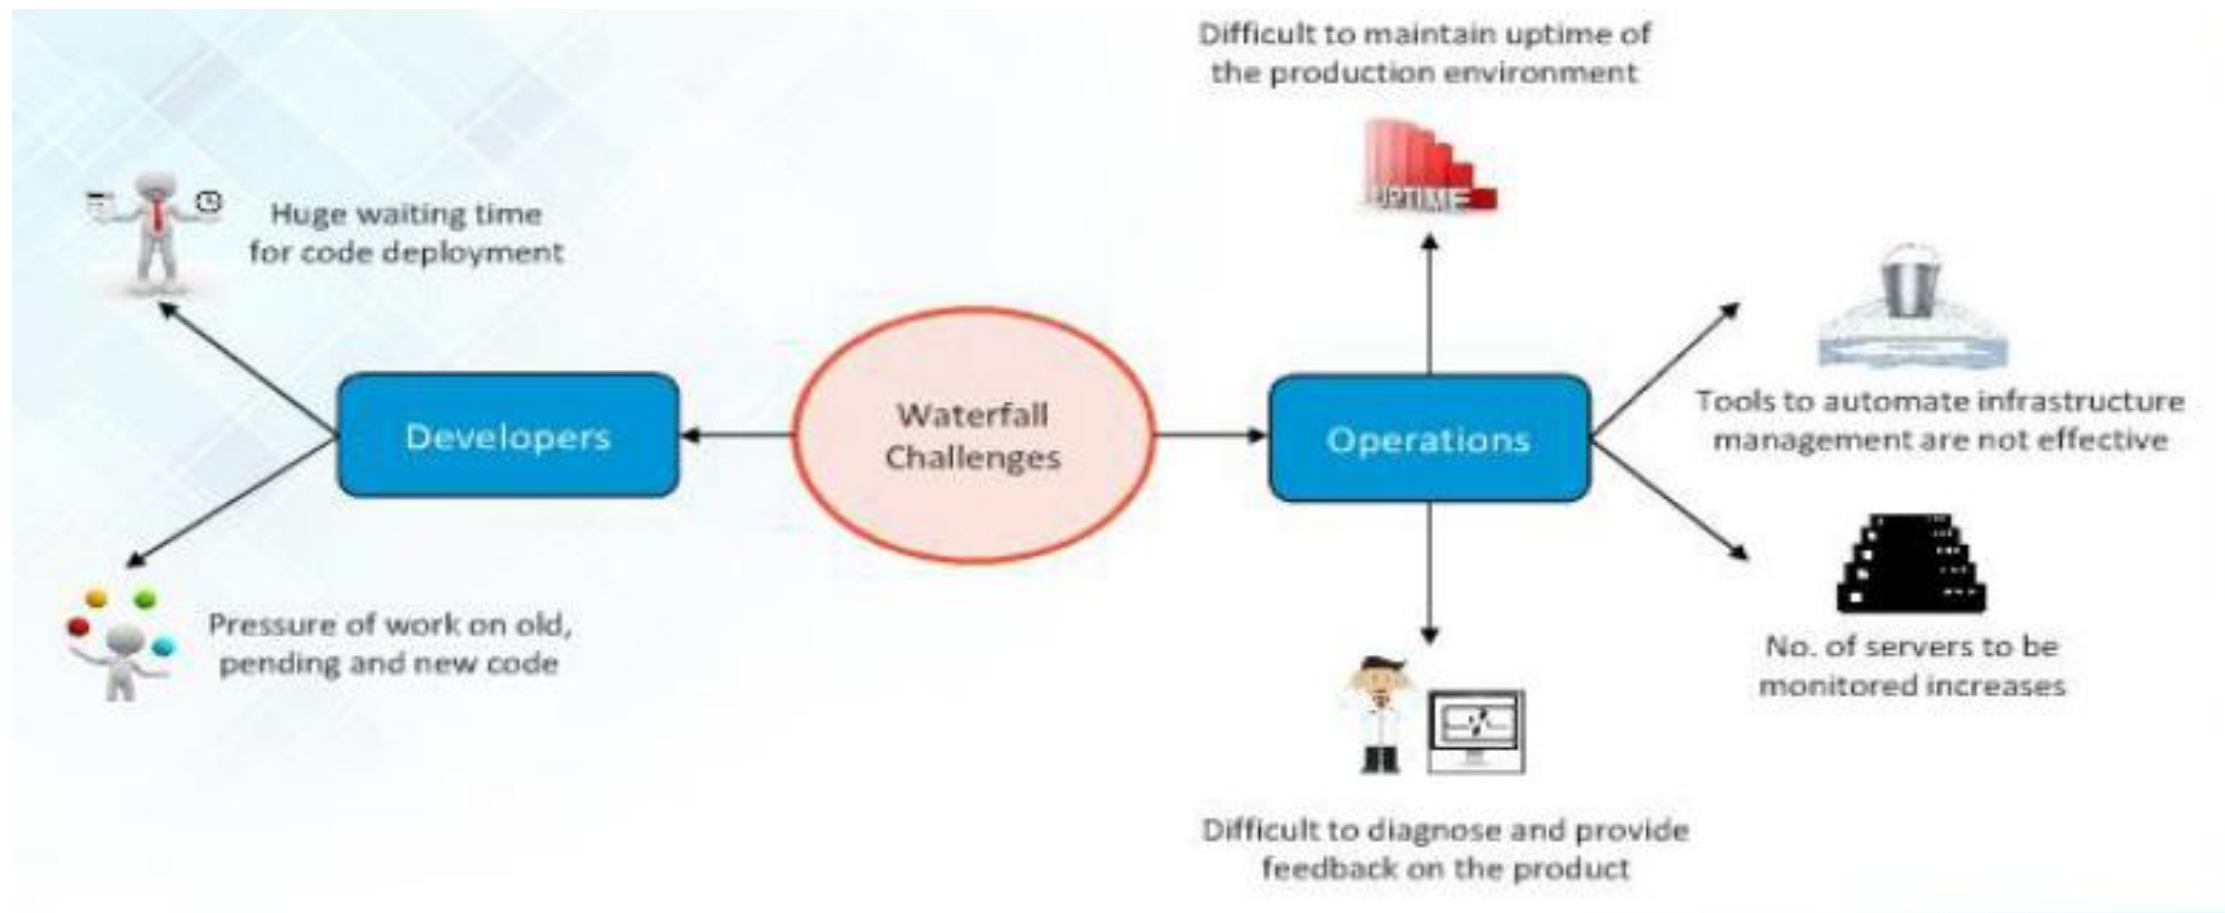 Difficult to maintain uptime of
the production environment
UPTIME
Huge waiting time
for code deployment
Developers
Waterfall
Challenges
Operations
Tools to automate infrastructure
management are not effective
Pressure of work on old,
pending and new code
No. of servers to be
monitored increases
Difficult to diagnose and provide
feedback on the product